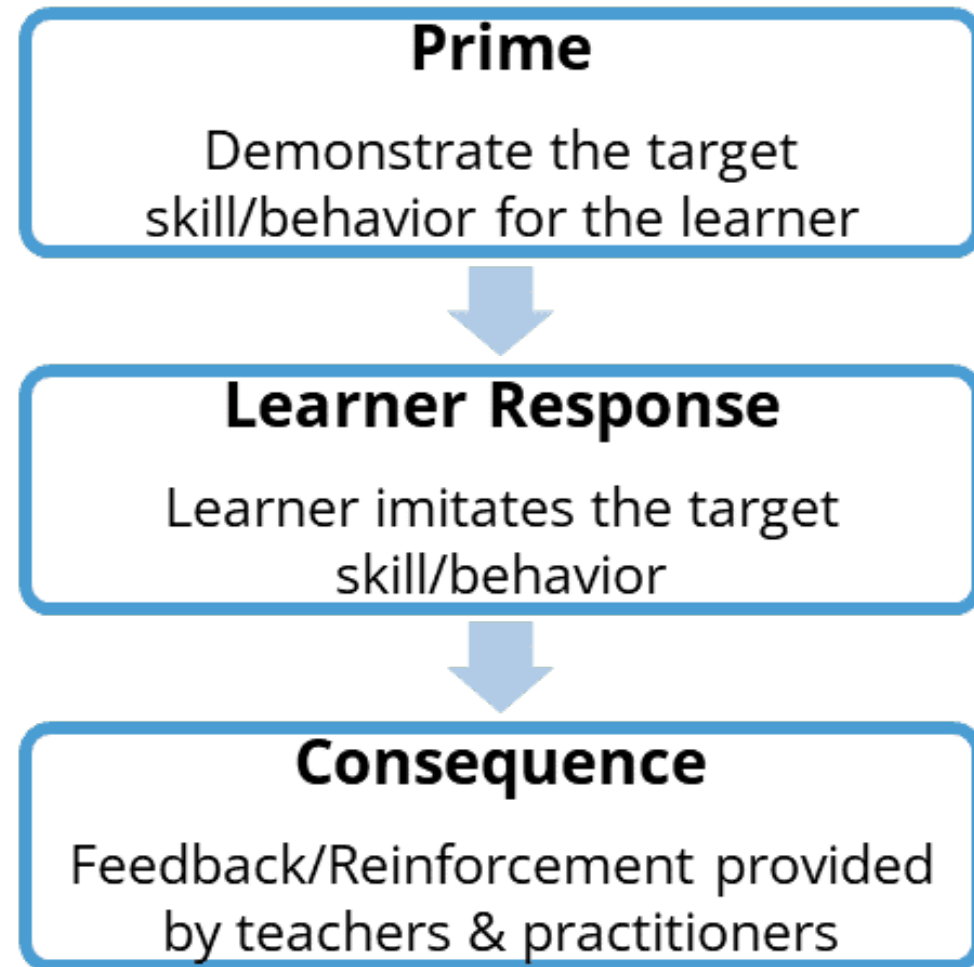 Prime
Demonstrate the target
skill/behavior for the learner
Learner Response
Learner imitates the target
skill/behavior
Consequence
Feedback/Reinforcement provided
by teachers & practitioners